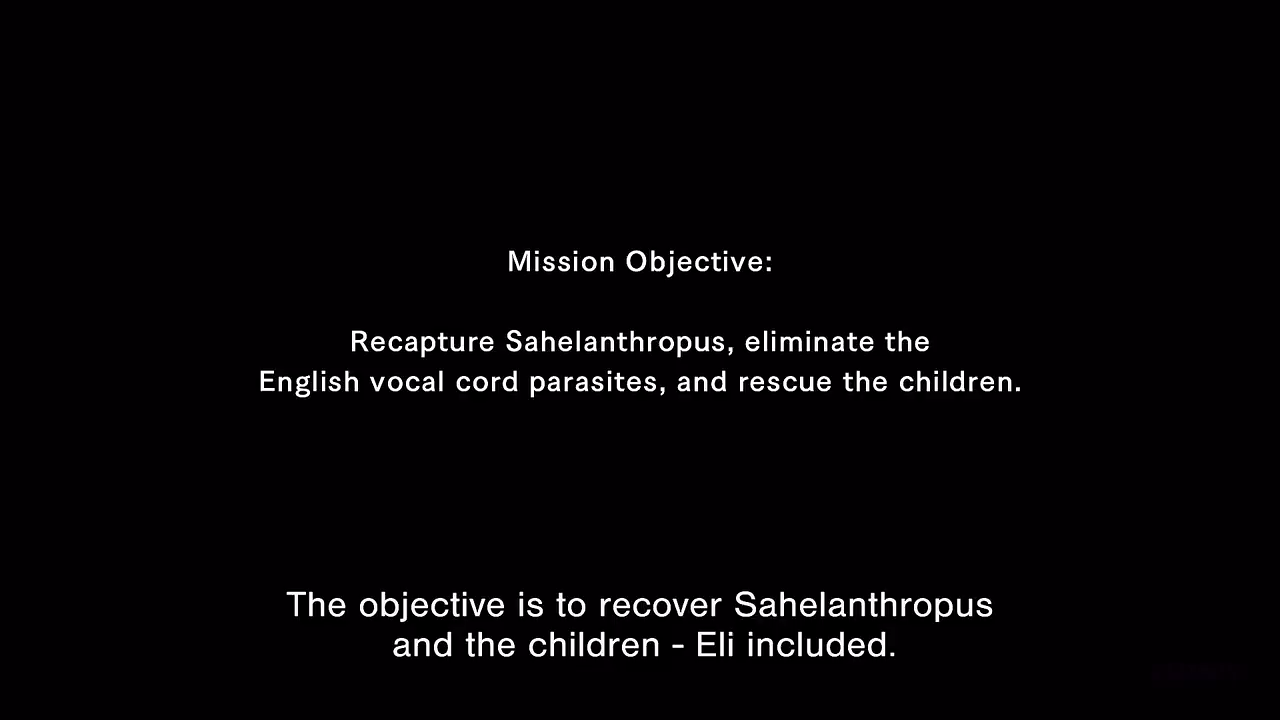 Mission Objective:
Recapture Sahelanthropus, eliminate the
English vocal cord parasites, and rescue the children.
The objective is to recover Sahelanthropus
and the children - Eli included.